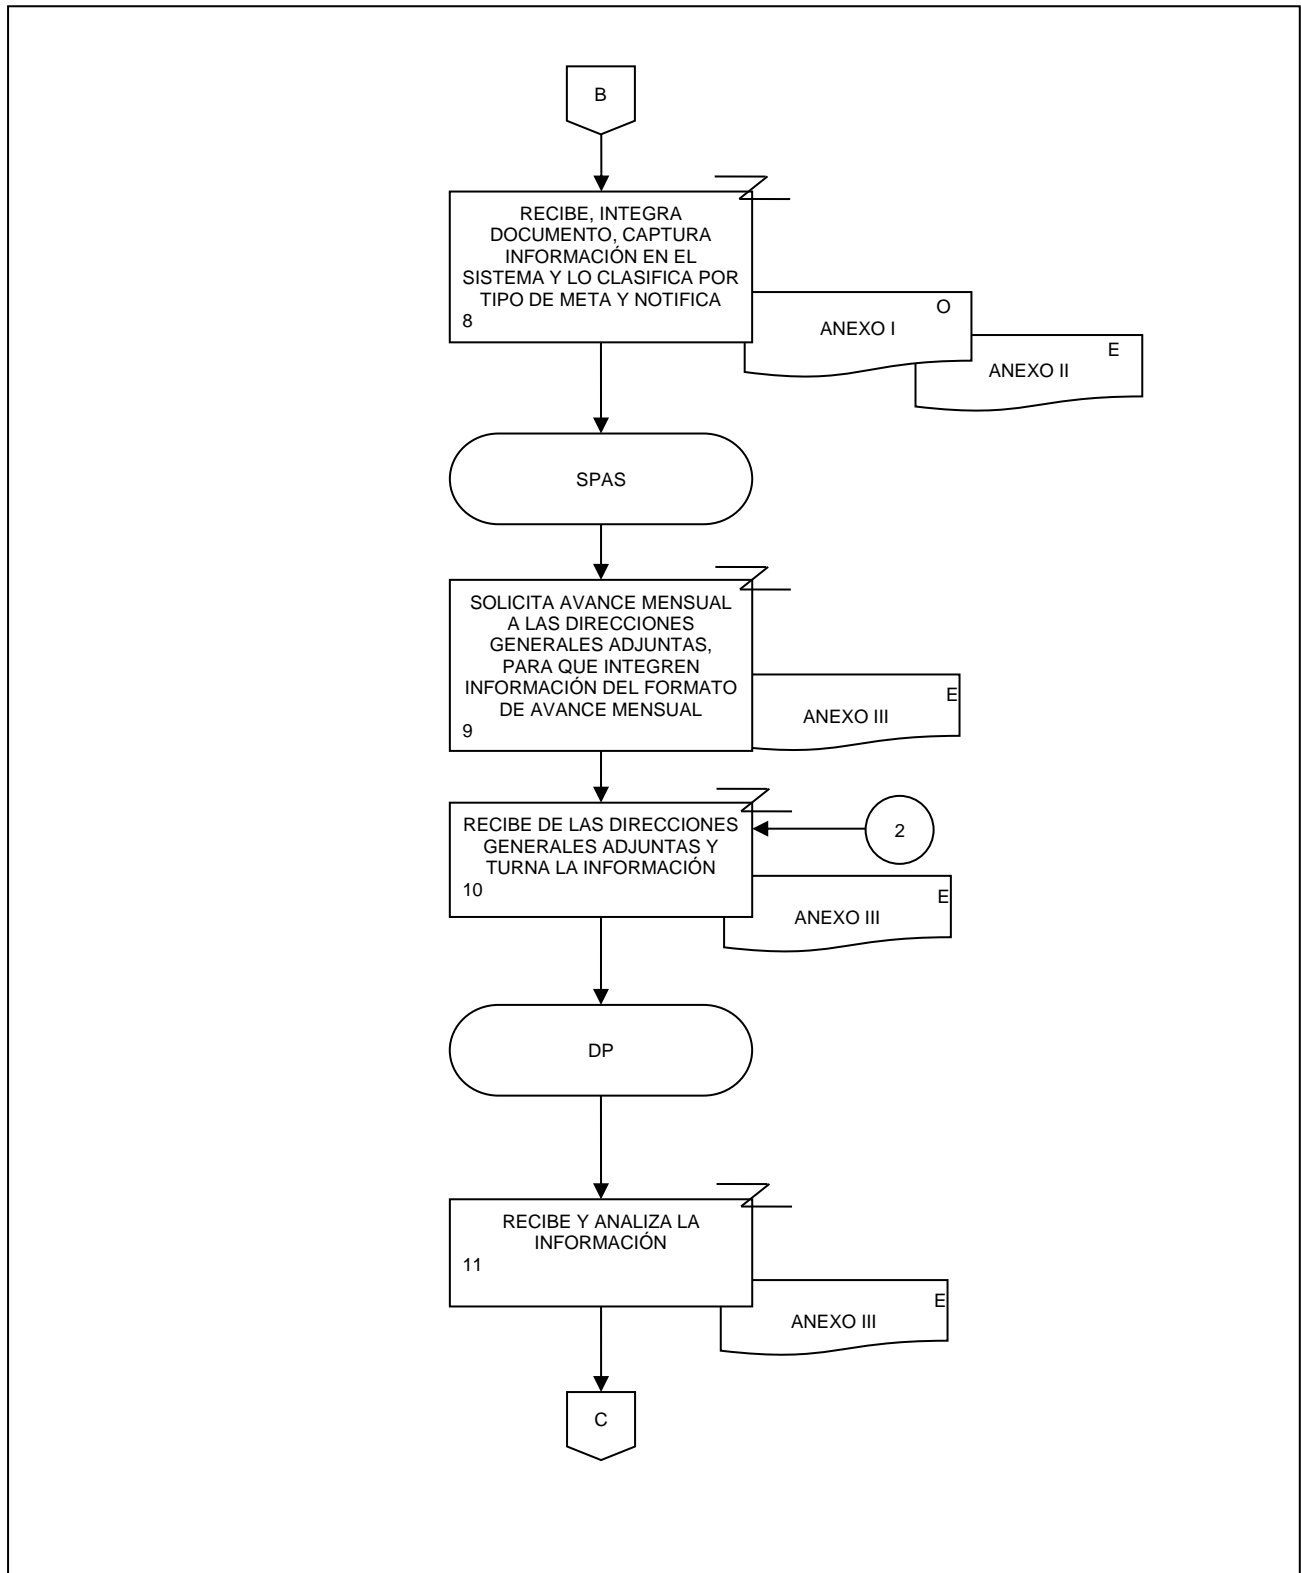 B
RECIBE, INTEGRA
DOCUMENTO, CAPTURA
INFORMACIÓN EN EL
SISTEMA Y LO CLASIFICA POR
TIPO DE META Y NOTIFICA
8
O
ANEXO I
E
ANEXO II
SPAS
SOLICITA AVANCE MENSUAL
A LAS DIRECCIONES
GENERALES ADJUNTAS,
PARA QUE INTEGREN
INFORMACIÓN DEL FORMATO
DE AVANCE MENSUAL
9
E
ANEXO III
RECIBE DE LAS DIRECCIONES
GENERALES ADJUNTAS Y
TURNA LA INFORMACIÓN
10
2
E
ANEXO III
DP
RECIBE Y ANALIZA LA
INFORMACIÓN
11
E
ANEXO III
C